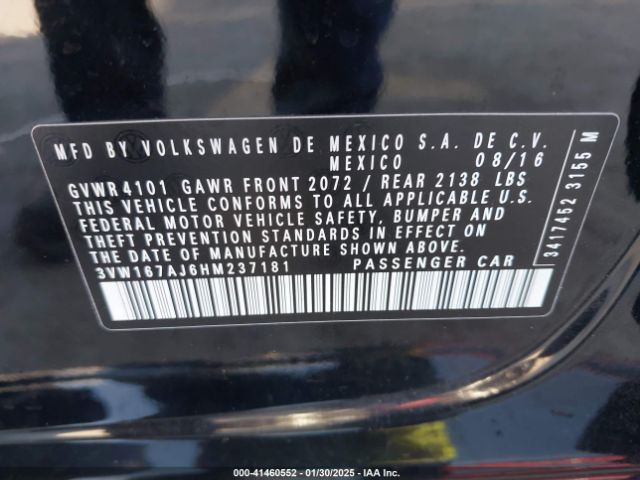 MFD BY VOLKSWAGEN DE MEXICO S.A. DE C.V.
MEXICO 08/16
GVWR 4101 GAWR FRONT 2072 / REAR 2138 LBS
THIS VEHICLE CONFORMS TO ALL APPLICABLE U.S.
FEDERAL MOTOR VEHICLE SAFETY, BUMPER AND
THEFT PREVENTION STANDARDS IN EFFECT ON
THE DATE OF MANUFACTURE SHOWN ABOVE.
3VW167AJ6HM237181 PASSENGER CAR
3417452 3155 M
000-41460552 - 01/30/2025 - IAA Inc.